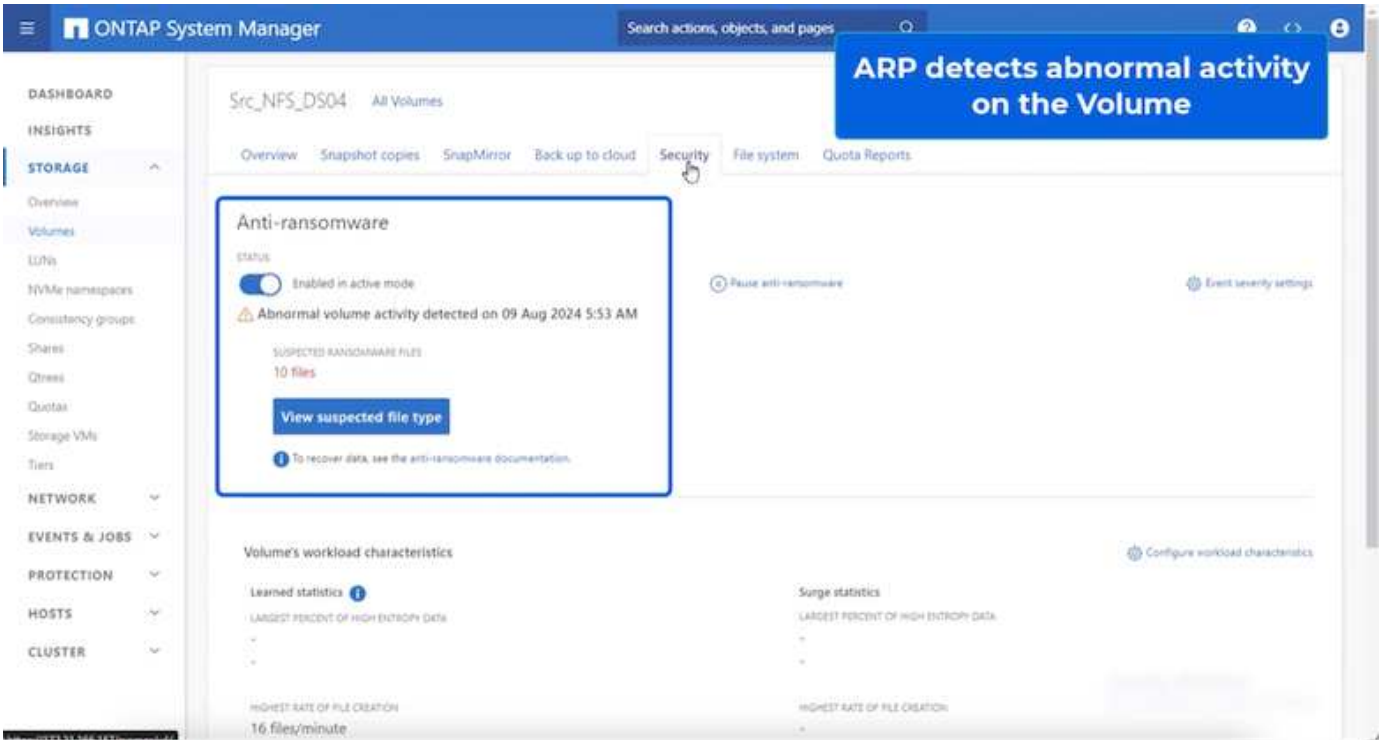 ONTAP System Manager
Search actions, objects, and pages
ARP detects abnormal activity
on the Volume
DASHBOARD
INSIGHTS
STORAGE
Overview
Volumes
LUNs
NVMe namespaces
Consistency groups
Shares
Qtrees
Quotas
Storage VMs
Tiers
NETWORK
EVENTS & JOBS
PROTECTION
HOSTS
CLUSTER
Src_NFS_DS04 All Volumes
Overview Snapshot copies SnapMirror Back up to cloud Security File system Quota Reports
Anti-ransomware
STATUS
Enabled in active mode
Pause anti-ransomware
Event severity settings
Abnormal volume activity detected on 09 Aug 2024 5:53 AM
SUSPECTED RANSOMWARE FILES
10 files
View suspected file type
To recover data, see the anti-ransomware documentation.
Volume's workload characteristics
Configure workload characteristics
Learned statistics
LARGEST PERCENT OF HIGH ENTROPY DATA
-
-
HIGHEST RATE OF FILE CREATION
16 files/minute
Surge statistics
LARGEST PERCENT OF HIGH ENTROPY DATA
-
-
HIGHEST RATE OF FILE CREATION
-